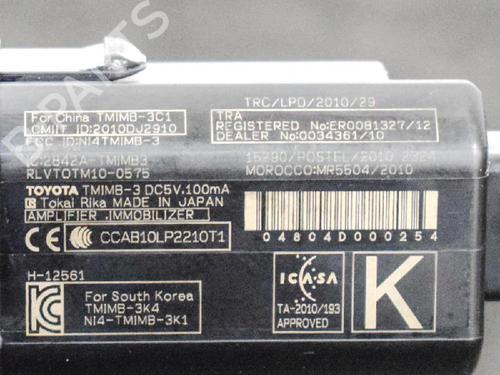 For China TMIMB-3C1
CMIIT ID:2010DJ2910
FCC ID:NI4TMIMB-3
IC:2842A-TMIMB3
RLVTOTM10-0575
TOYOTA TMIMB-3 DC5V.100mA
Tokai Rika MADE IN JAPAN
AMPLIFIER .IMMOBILIZER
CE CCAB10LP2210T1
H-12561
For South Korea
TMIMB-3K4
NI4-TMIMB-3K1
TRC/LPD/2010/29
TRA
REGISTERED No:ER0081327/12
DEALER No:0034361/10
15290/POSTEL/2010 2324
MOROCCO:MR5504/2010
04804D000254
ICASA
TA-2010/193
APPROVED
K
B-PARTS